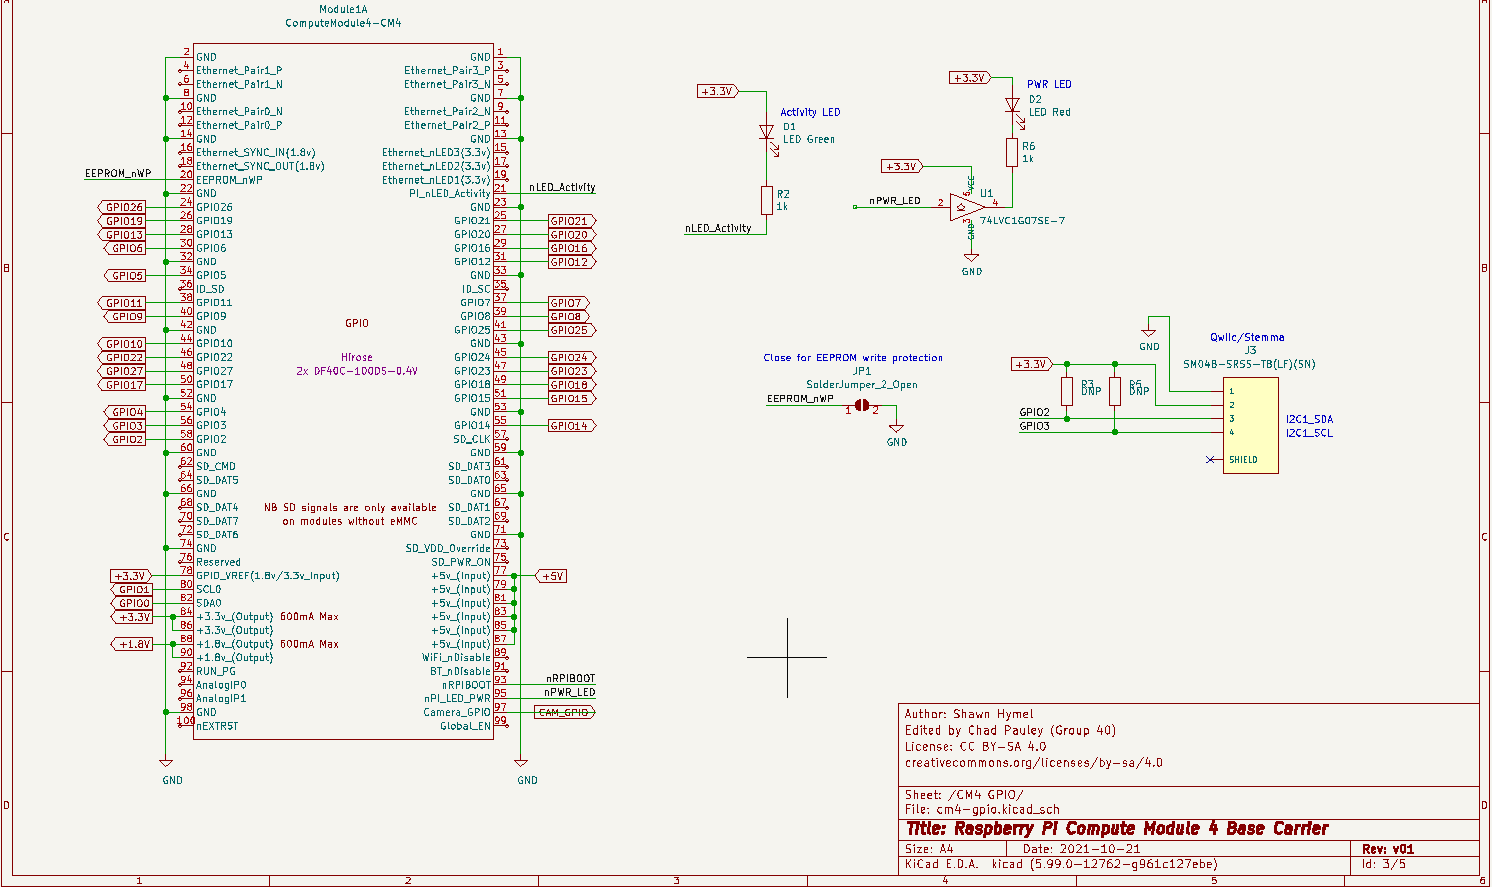 Module1A
ComputeModule4-CM4
2 GND GND 1
4 Ethernet_Pair1_P Ethernet_Pair3_P 3
6 Ethernet_Pair1_N Ethernet_Pair3_N 5
8 GND GND 7
10 Ethernet_Pair0_N Ethernet_Pair2_N 9
12 Ethernet_Pair0_P Ethernet_Pair2_P 11
14 GND GND 13
16 Ethernet_SYNC_IN(1.8v) Ethernet_nLED3(3.3v) 15
18 Ethernet_SYNC_OUT(1.8v) Ethernet_nLED2(3.3v) 17
EEPROM_nWP 20 EEPROM_nWP Ethernet_nLED1(3.3v) 19
22 GND PI_nLED_Activity 21 nLED_Activity
GPIO26 24 GPIO26 GND 23
GPIO19 26 GPIO19 GPIO21 25 GPIO21
GPIO13 28 GPIO13 GPIO20 27 GPIO20
GPIO6 30 GPIO6 GPIO16 29 GPIO16
32 GND GPIO12 31 GPIO12
GPIO5 34 GPIO5 GND 33
36 ID_SD ID_SC 35
GPIO11 38 GPIO11 GPIO7 37 GPIO7
GPIO9 40 GPIO9 GPIO8 39 GPIO8
42 GND GPIO25 41 GPIO25
GPIO
GPIO10 44 GPIO10 GND 43
GPIO22 46 GPIO22 GPIO24 45 GPIO24
Hirose
GPIO27 48 GPIO27 GPIO23 47 GPIO23
2x DF40C-100DS-0.4V
GPIO17 50 GPIO17 GPIO18 49 GPIO18
52 GND GPIO15 51 GPIO15
GPIO4 54 GPIO4 GND 53
GPIO3 56 GPIO3 GPIO14 55 GPIO14
GPIO2 58 GPIO2 SD_CLK 57
60 GND GND 59
62 SD_CMD SD_DAT3 61
64 SD_DAT5 SD_DAT0 63
66 GND GND 65
68 SD_DAT4 SD_DAT1 67
NB SD signals are only available
70 SD_DAT7 SD_DAT2 69
on modules without eMMC
72 SD_DAT6 GND 71
74 GND SD_VDD_Override 73
76 Reserved SD_PWR_ON 75
+3.3V 78 GPIO_VREF(1.8v/3.3v_Input) +5v_(Input) 77 +5V
GPIO1 80 SCL0 +5v_(Input) 79
GPIO0 82 SDA0 +5v_(Input) 81
+3.3V 84 +3.3v_(Output) 600mA Max +5v_(Input) 83
86 +3.3v_(Output) +5v_(Input) 85
+1.8V 88 +1.8v_(Output) 600mA Max +5v_(Input) 87
90 +1.8v_(Output) WiFi_nDisable 89
92 RUN_PG BT_nDisable 91
94 AnalogIP0 nRPIBOOT 93 nRPIBOOT
96 AnalogIP1 nPI_LED_PWR 95 nPWR_LED
98 GND Camera_GPIO 97 CAM_GPIO
100 nEXTRST Global_EN 99
GND
GND
+3.3V
Activity LED
D1
LED Green
R2
1k
nLED_Activity
+3.3V
PWR LED
D2
LED Red
R6
1k
+3.3V
VCC
5
U1
nPWR_LED 2 4
74LVC1G07SE-7
3
GND
GND
Close for EEPROM write protection
JP1
SolderJumper_2_Open
EEPROM_nWP 1 2
GND
Qwiic/Stemma
J3
SM04B-SRSS-TB(LF)(SN)
GND
+3.3V
R3
DNP
R5
DNP
GPIO2
GPIO3
1
2
3 I2C1_SDA
4 I2C1_SCL
SHIELD
Author: Shawn Hymel
Edited by Chad Pauley (Group 40)
License: CC BY-SA 4.0
creativecommons.org/licenses/by-sa/4.0
Sheet: /CM4 GPIO/
File: cm4-gpio.kicad_sch
Title: Raspberry Pi Compute Module 4 Base Carrier
Size: A4 Date: 2021-10-21 Rev: v01
KiCad E.D.A. kicad (5.99.0-12762-g961c127ebe) Id: 3/5
B B
C C
D D
1 2 3 4 5 6